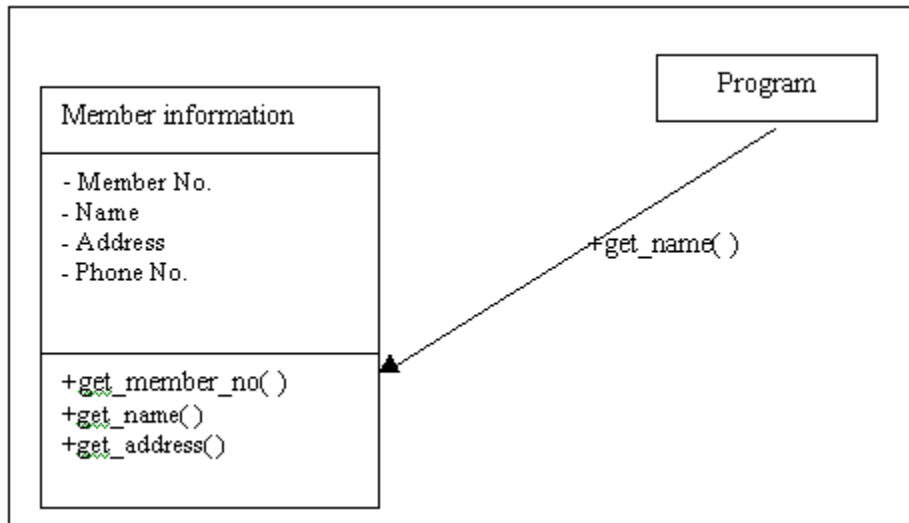 Member information
- Member No.
- Name
- Address
- Phone No.
+get_member_no( )
+get_name( )
+get_address()
Program
+get_name( )